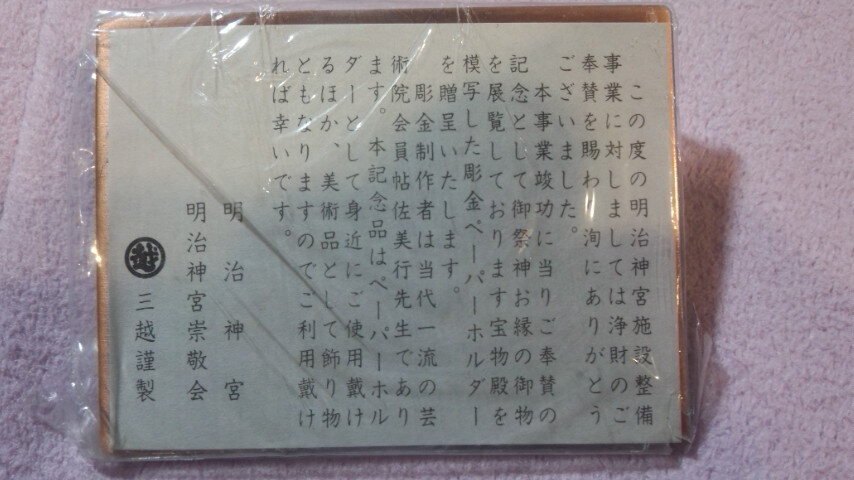 この度の明治神宮施設整備
事業に対しましては浄財のご
奉賛を賜わり洵にありがとう
ございました。
本事業竣功に当りご奉賛の
記念として御祭神お縁の御物
を展覧しております宝物殿を
模写した彫金ペーパーホルダー
を贈呈いたします。
彫金制作者は当代一流の芸
術院会員帖佐美行先生であり
ます。本記念品はペーパーホル
ダーとして身近にご使用戴け
るほか、美術品として飾り物
ともなりますのでご利用戴け
れば幸いです。
明治神宮
明治神宮崇敬会
越 三越謹製